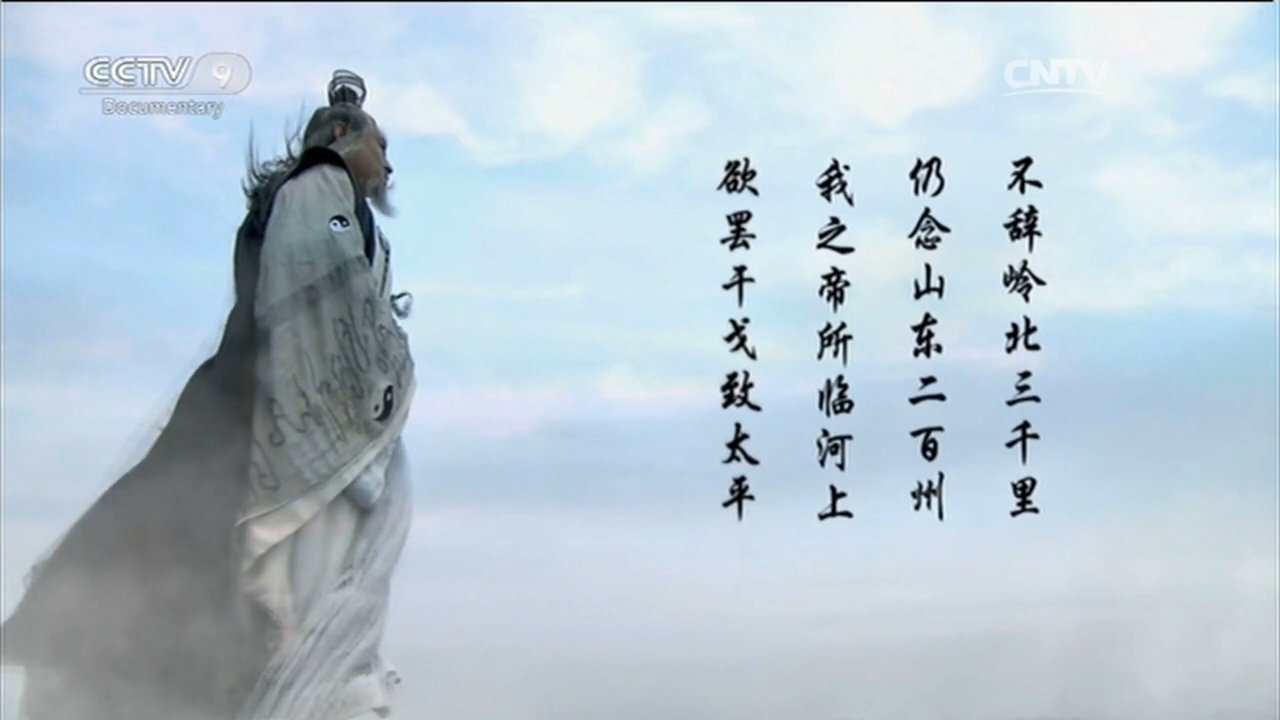 CCTV 9
Documentary
CNTV
不辞岭北三千里
仍念山东二百州
我之帝所临河上
欲罢干戈致太平